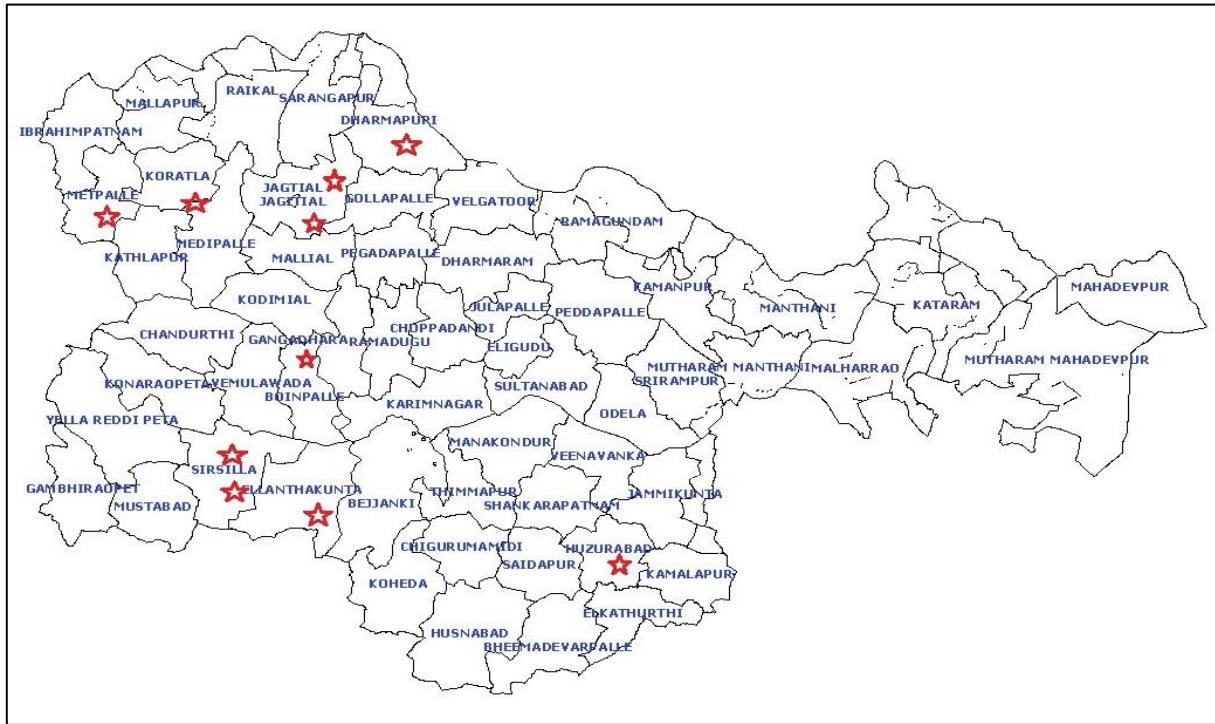 RAIKAL
SARANGAPUR
MALLAPUR
DHARMAPURI
IBRAHIMPATNAM
KORATLA
METPALLE
JAGTIAL
JAGITIAL
GOLLAPALLE
VELGATOOR
RAMAGUNDAM
MEDIPALLE
KATHLAPUR
MALLIAL
PEGADAPALLE
DHARMARAM
KAMANPUR
MAHADEVPUR
KODIMIAL
JULAPALLE
PEDDAPALLE
MANTHANI
KATARAM
CHANDURTHI
GANGADHARA
RAMADUGU
CHOPPADANDI
ELIGUDU
MUTHARAM MAHADEVPUR
MUTHARAM MANTHANI
MALHARRAO
KONARAOPETA
VEMULAWADA
BOINPALLE
SULTANABAD
SRIRAMPUR
KARIMNAGAR
ODELA
YELLA REDDI PETA
MANAKONDUR
VEENAVANKA
SIRSILLA
GAMBHIRAOPET
MUSTABAD
ELLANTHAKUNTA
BEJJANKI
THIMMAPUR
JAMMIKUNTA
SHANKARAPATNAM
CHIGURUMAMIDI
HUZURABAD
SAIDAPUR
KAMALAPUR
KOHEDA
ELKATHURTHI
HUSNABAD
BHEEMADEVARPALLE